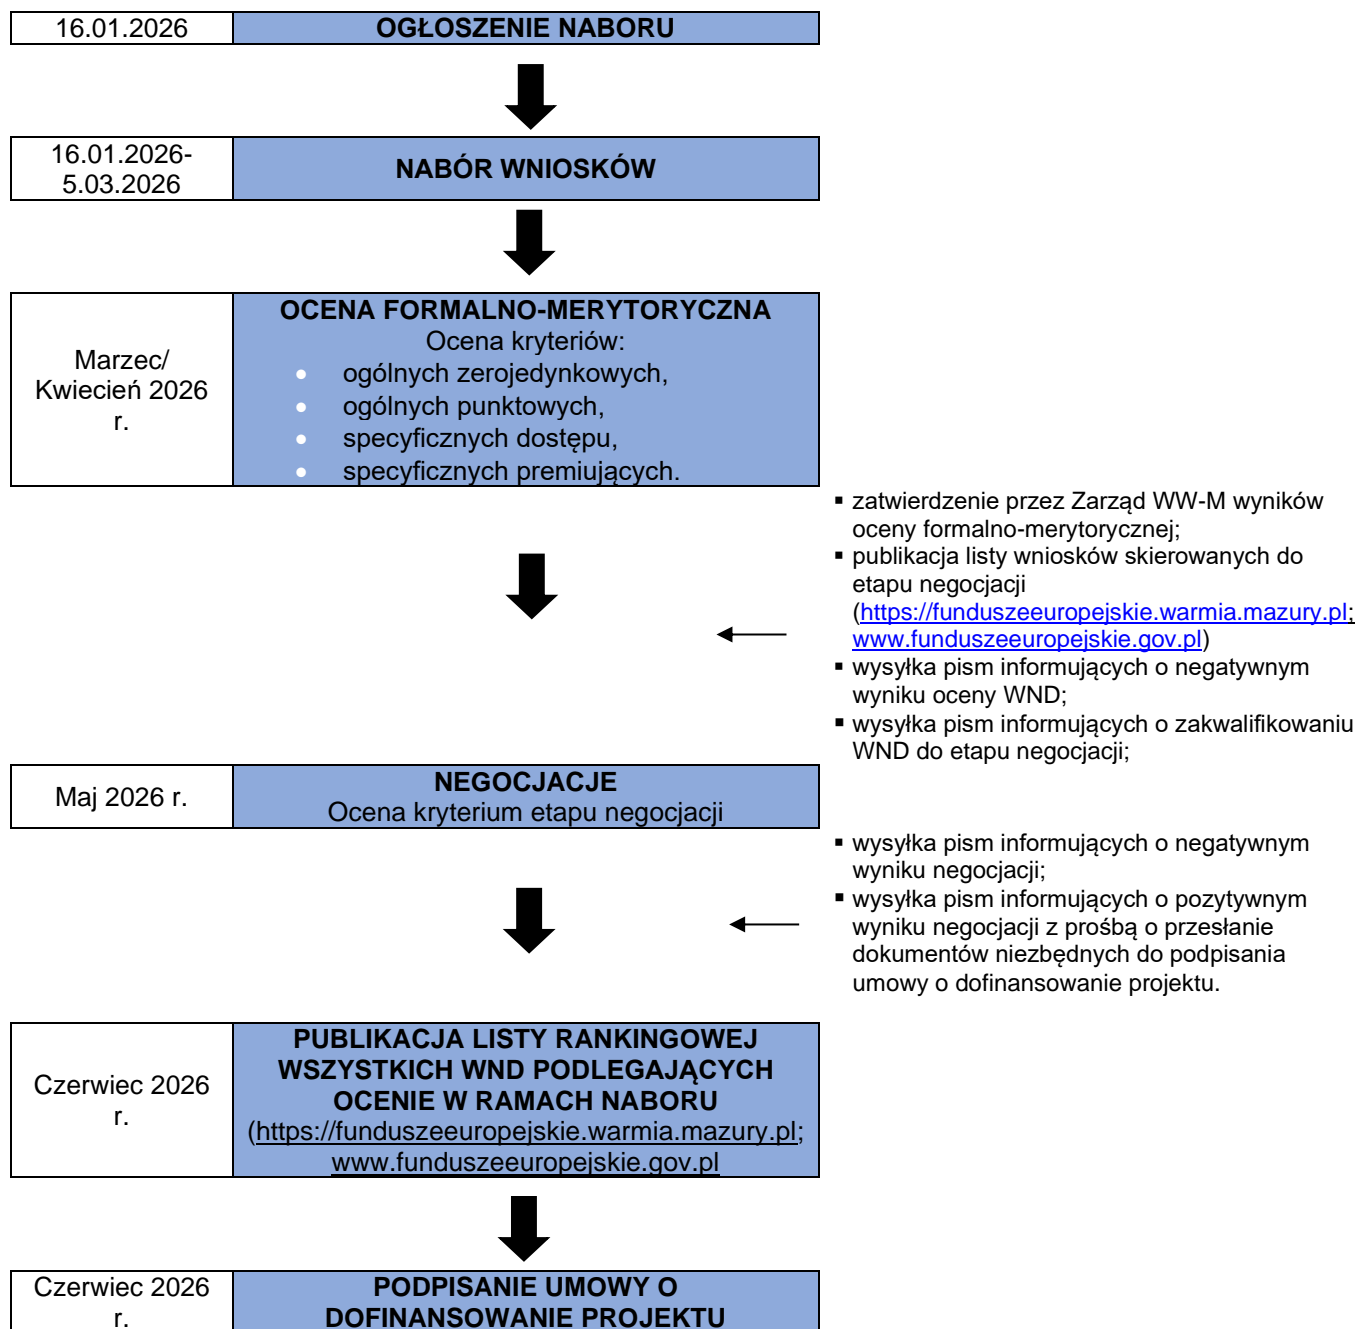 16.01.2026
OGŁOSZENIE NABORU
16.01.2026-
5.03.2026
NABÓR WNIOSKÓW
Marzec/
Kwiecień 2026
r.
OCENA FORMALNO-MERYTORYCZNA
Ocena kryteriów:
• ogólnych zerojedynkowych,
• ogólnych punktowych,
• specyficznych dostępu,
• specyficznych premiujących.
▪ zatwierdzenie przez Zarząd WW-M wyników
oceny formalno-merytorycznej;
▪ publikacja listy wniosków skierowanych do
etapu negocjacji
(https://funduszeeuropejskie.warmia.mazury.pl;
www.funduszeeuropejskie.gov.pl)
▪ wysyłka pism informujących o negatywnym
wyniku oceny WND;
▪ wysyłka pism informujących o zakwalifikowaniu
WND do etapu negocjacji;
Maj 2026 r.
NEGOCJACJE
Ocena kryterium etapu negocjacji
▪ wysyłka pism informujących o negatywnym
wyniku negocjacji;
▪ wysyłka pism informujących o pozytywnym
wyniku negocjacji z prośbą o przesłanie
dokumentów niezbędnych do podpisania
umowy o dofinansowanie projektu.
Czerwiec 2026
r.
PUBLIKACJA LISTY RANKINGOWEJ
WSZYSTKICH WND PODLEGAJĄCYCH
OCENIE W RAMACH NABORU
(https://funduszeeuropejskie.warmia.mazury.pl;
www.funduszeeuropejskie.gov.pl
Czerwiec 2026
r.
PODPISANIE UMOWY O
DOFINANSOWANIE PROJEKTU